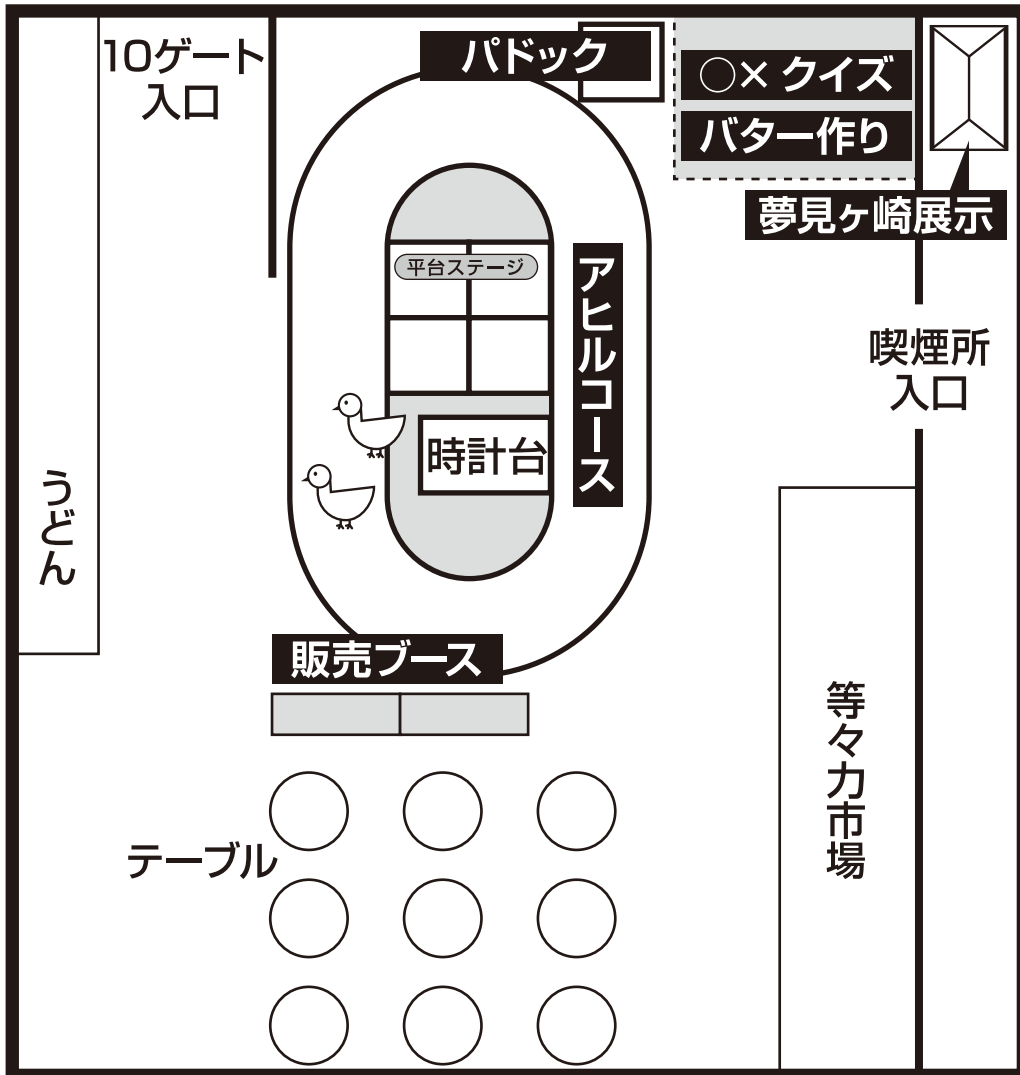 10ゲート
入口
パドック
○×クイズ
バター作り
夢見ヶ崎展示
平台ステージ
アヒルコース
喫煙所
入口
時計台
うどん
販売ブース
等々力市場
テーブル